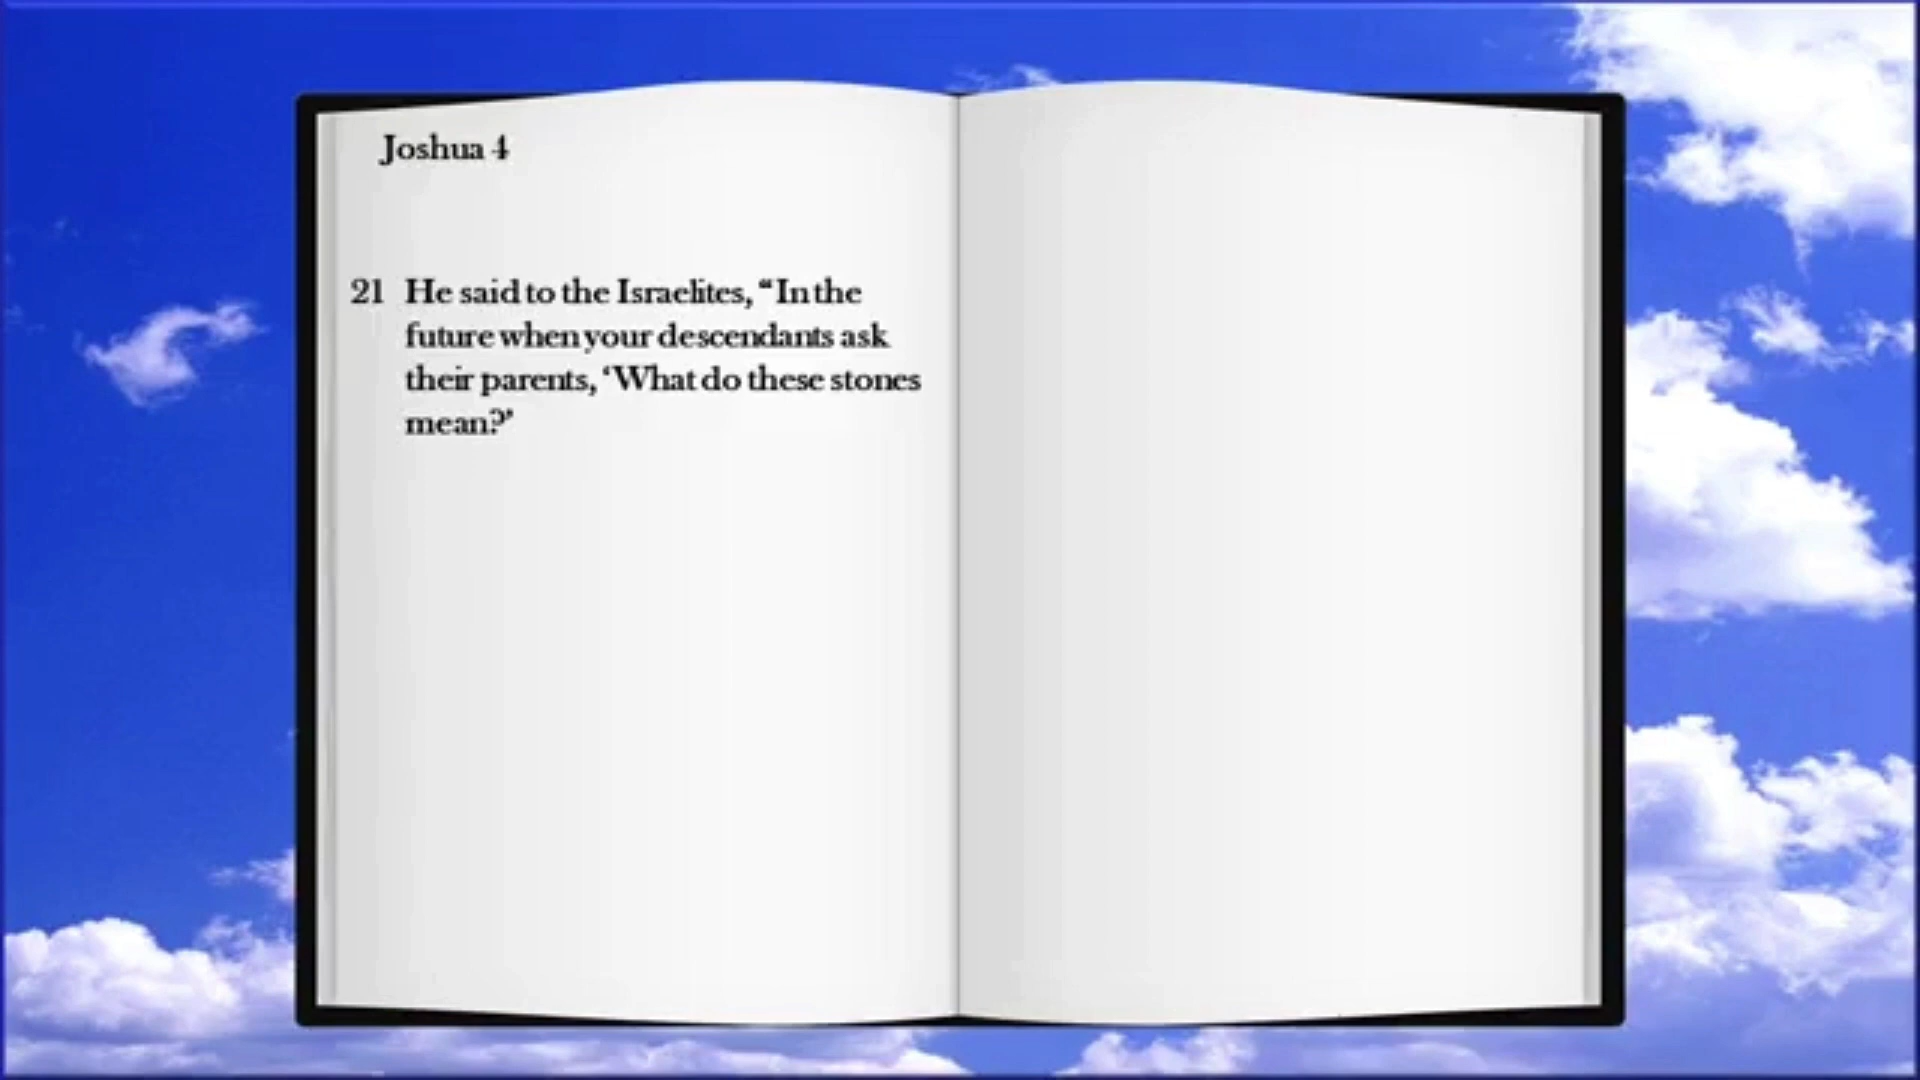 Joshua 4
21 He said to the Israelites, “In the
future when your descendants ask
their parents, ‘What do these stones
mean?’